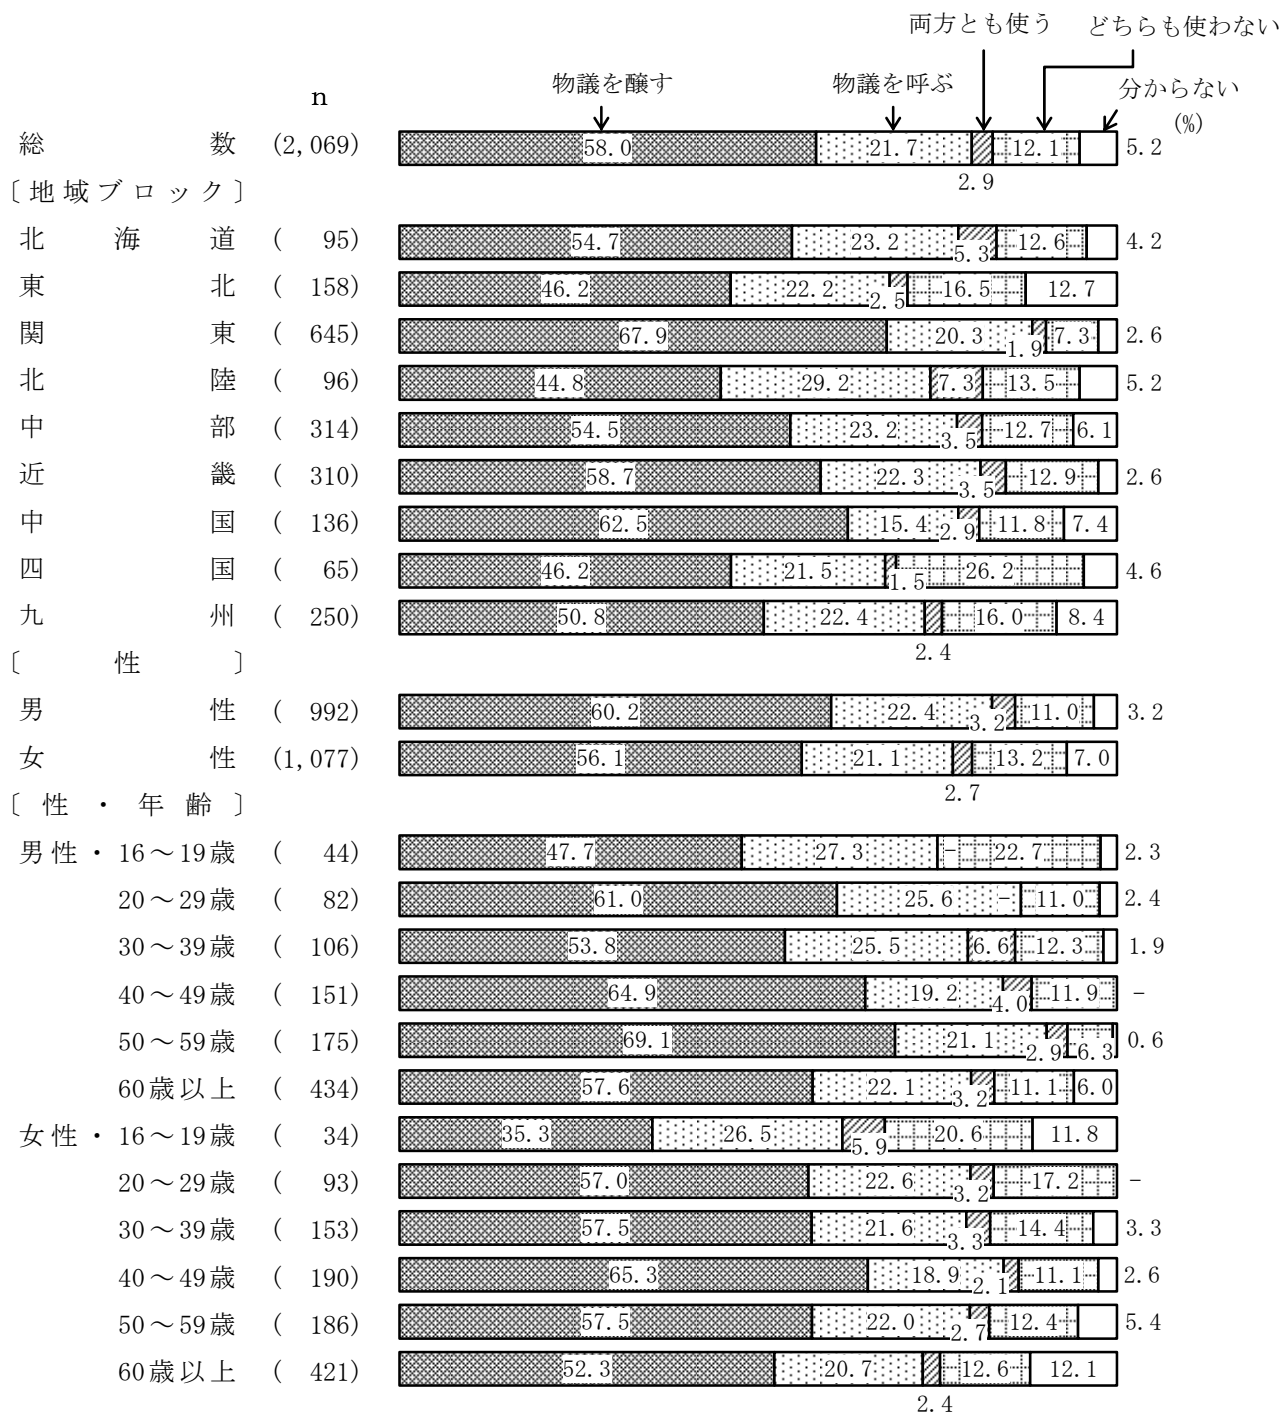 両方とも使う どちらも使わない
物議を醸す 物議を呼ぶ 分からない
n (%)
総数 (2,069) 58.0 21.7 12.1 5.2
2.9
〔地域ブロック〕
北海道 ( 95) 54.7 23.2 5.3 12.6 4.2
東北 ( 158) 46.2 22.2 2.5 16.5 12.7
関東 ( 645) 67.9 20.3 1.9 7.3 2.6
北陸 ( 96) 44.8 29.2 7.3 13.5 5.2
中部 ( 314) 54.5 23.2 3.5 12.7 6.1
近畿 ( 310) 58.7 22.3 3.5 12.9 2.6
中国 ( 136) 62.5 15.4 2.9 11.8 7.4
四国 ( 65) 46.2 21.5 1.5 26.2 4.6
九州 ( 250) 50.8 22.4 16.0 8.4
2.4
〔性〕
男性 ( 992) 60.2 22.4 3.2 11.0 3.2
女性 (1,077) 56.1 21.1 13.2 7.0
2.7
〔性・年齢〕
男性・16～19歳 ( 44) 47.7 27.3 - 22.7 2.3
20～29歳 ( 82) 61.0 25.6 - 11.0 2.4
30～39歳 ( 106) 53.8 25.5 6.6 12.3 1.9
40～49歳 ( 151) 64.9 19.2 4.0 11.9 -
50～59歳 ( 175) 69.1 21.1 2.9 6.3 0.6
60歳以上 ( 434) 57.6 22.1 3.2 11.1 6.0
女性・16～19歳 ( 34) 35.3 26.5 5.9 20.6 11.8
20～29歳 ( 93) 57.0 22.6 3.2 17.2 -
30～39歳 ( 153) 57.5 21.6 3.3 14.4 3.3
40～49歳 ( 190) 65.3 18.9 2.1 11.1 2.6
50～59歳 ( 186) 57.5 22.0 2.7 12.4 5.4
60歳以上 ( 421) 52.3 20.7 12.6 12.1
2.4